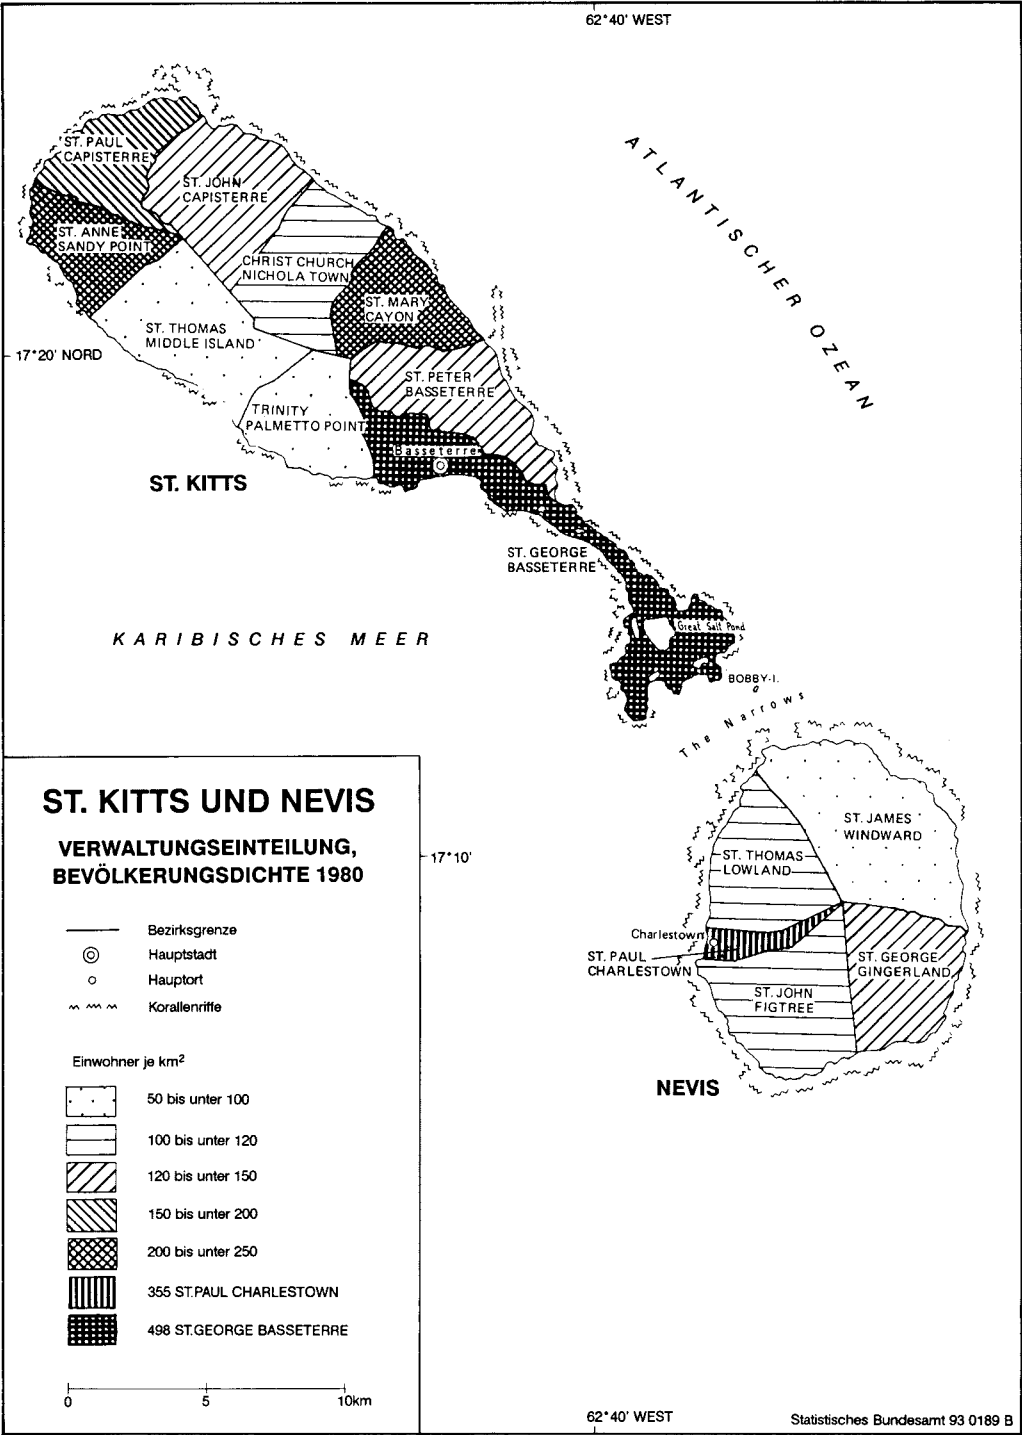 62°40' WEST
ATLANTISCHER OZEAN
ST. PAUL
CAPISTERRE
ST. JOHN
CAPISTERRE
ST. ANNE
SANDY POINT
CHRIST CHURCH
NICHOLA TOWN
ST. MARY
CAYON
ST. THOMAS
MIDDLE ISLAND
17°20' NORD
ST. PETER
BASSETERRE
TRINITY
PALMETTO POINT
Basseterre
ST. KITTS
ST. GEORGE
BASSETERRE
Great Salt Pond
KARIBISCHES MEER
BOBBY-I.
The Narrows
ST. KITTS UND NEVIS
VERWALTUNGSEINTEILUNG,
BEVÖLKERUNGSDICHTE 1980
17°10'
ST. JAMES
WINDWARD
ST. THOMAS
LOWLAND
Charlestown
ST. PAUL
CHARLESTOWN
ST. GEORGE
GINGERLAND
ST. JOHN
FIGTREE
NEVIS
Bezirksgrenze
Hauptstadt
Hauptort
Korallenriffe
Einwohner je km²
50 bis unter 100
100 bis unter 120
120 bis unter 150
150 bis unter 200
200 bis unter 250
355 ST.PAUL CHARLESTOWN
498 ST.GEORGE BASSETERRE
0 5 10km
62°40' WEST
Statistisches Bundesamt 93 0189 B